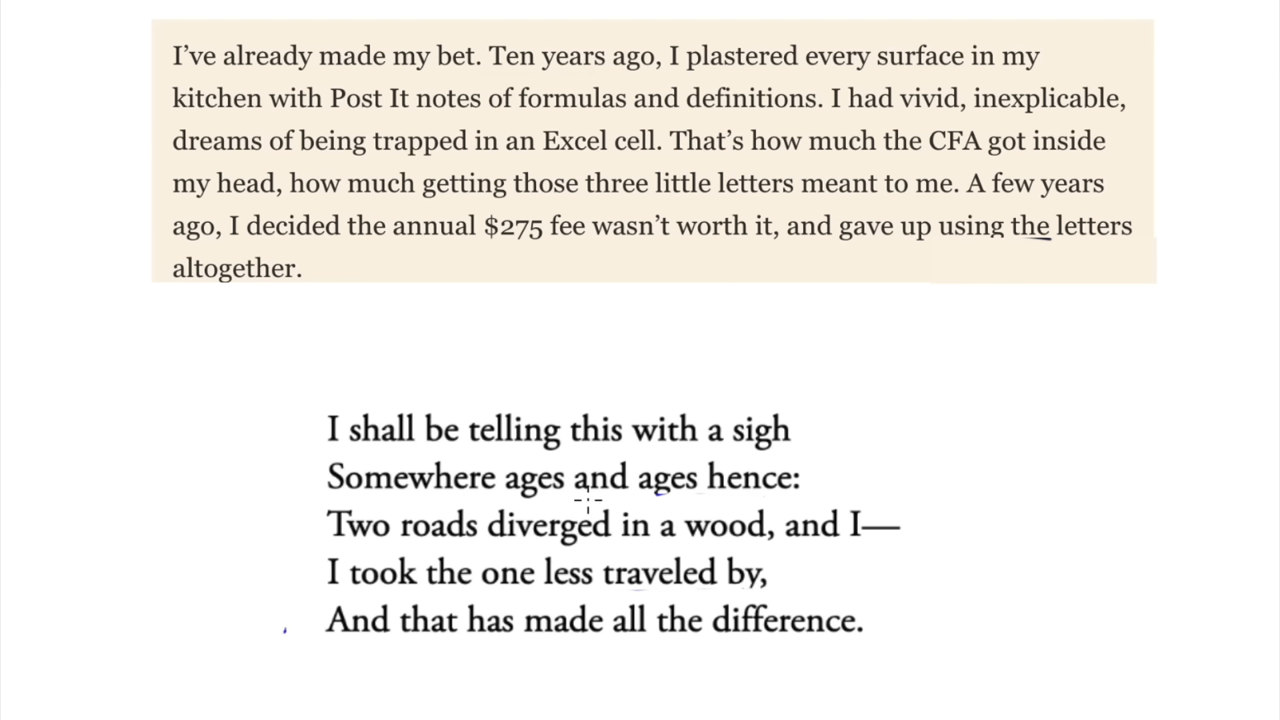 I’ve already made my bet. Ten years ago, I plastered every surface in my
kitchen with Post It notes of formulas and definitions. I had vivid, inexplicable,
dreams of being trapped in an Excel cell. That’s how much the CFA got inside
my head, how much getting those three little letters meant to me. A few years
ago, I decided the annual $275 fee wasn’t worth it, and gave up using the letters
altogether.
I shall be telling this with a sigh
Somewhere ages and ages hence:
Two roads diverged in a wood, and I—
I took the one less traveled by,
And that has made all the difference.